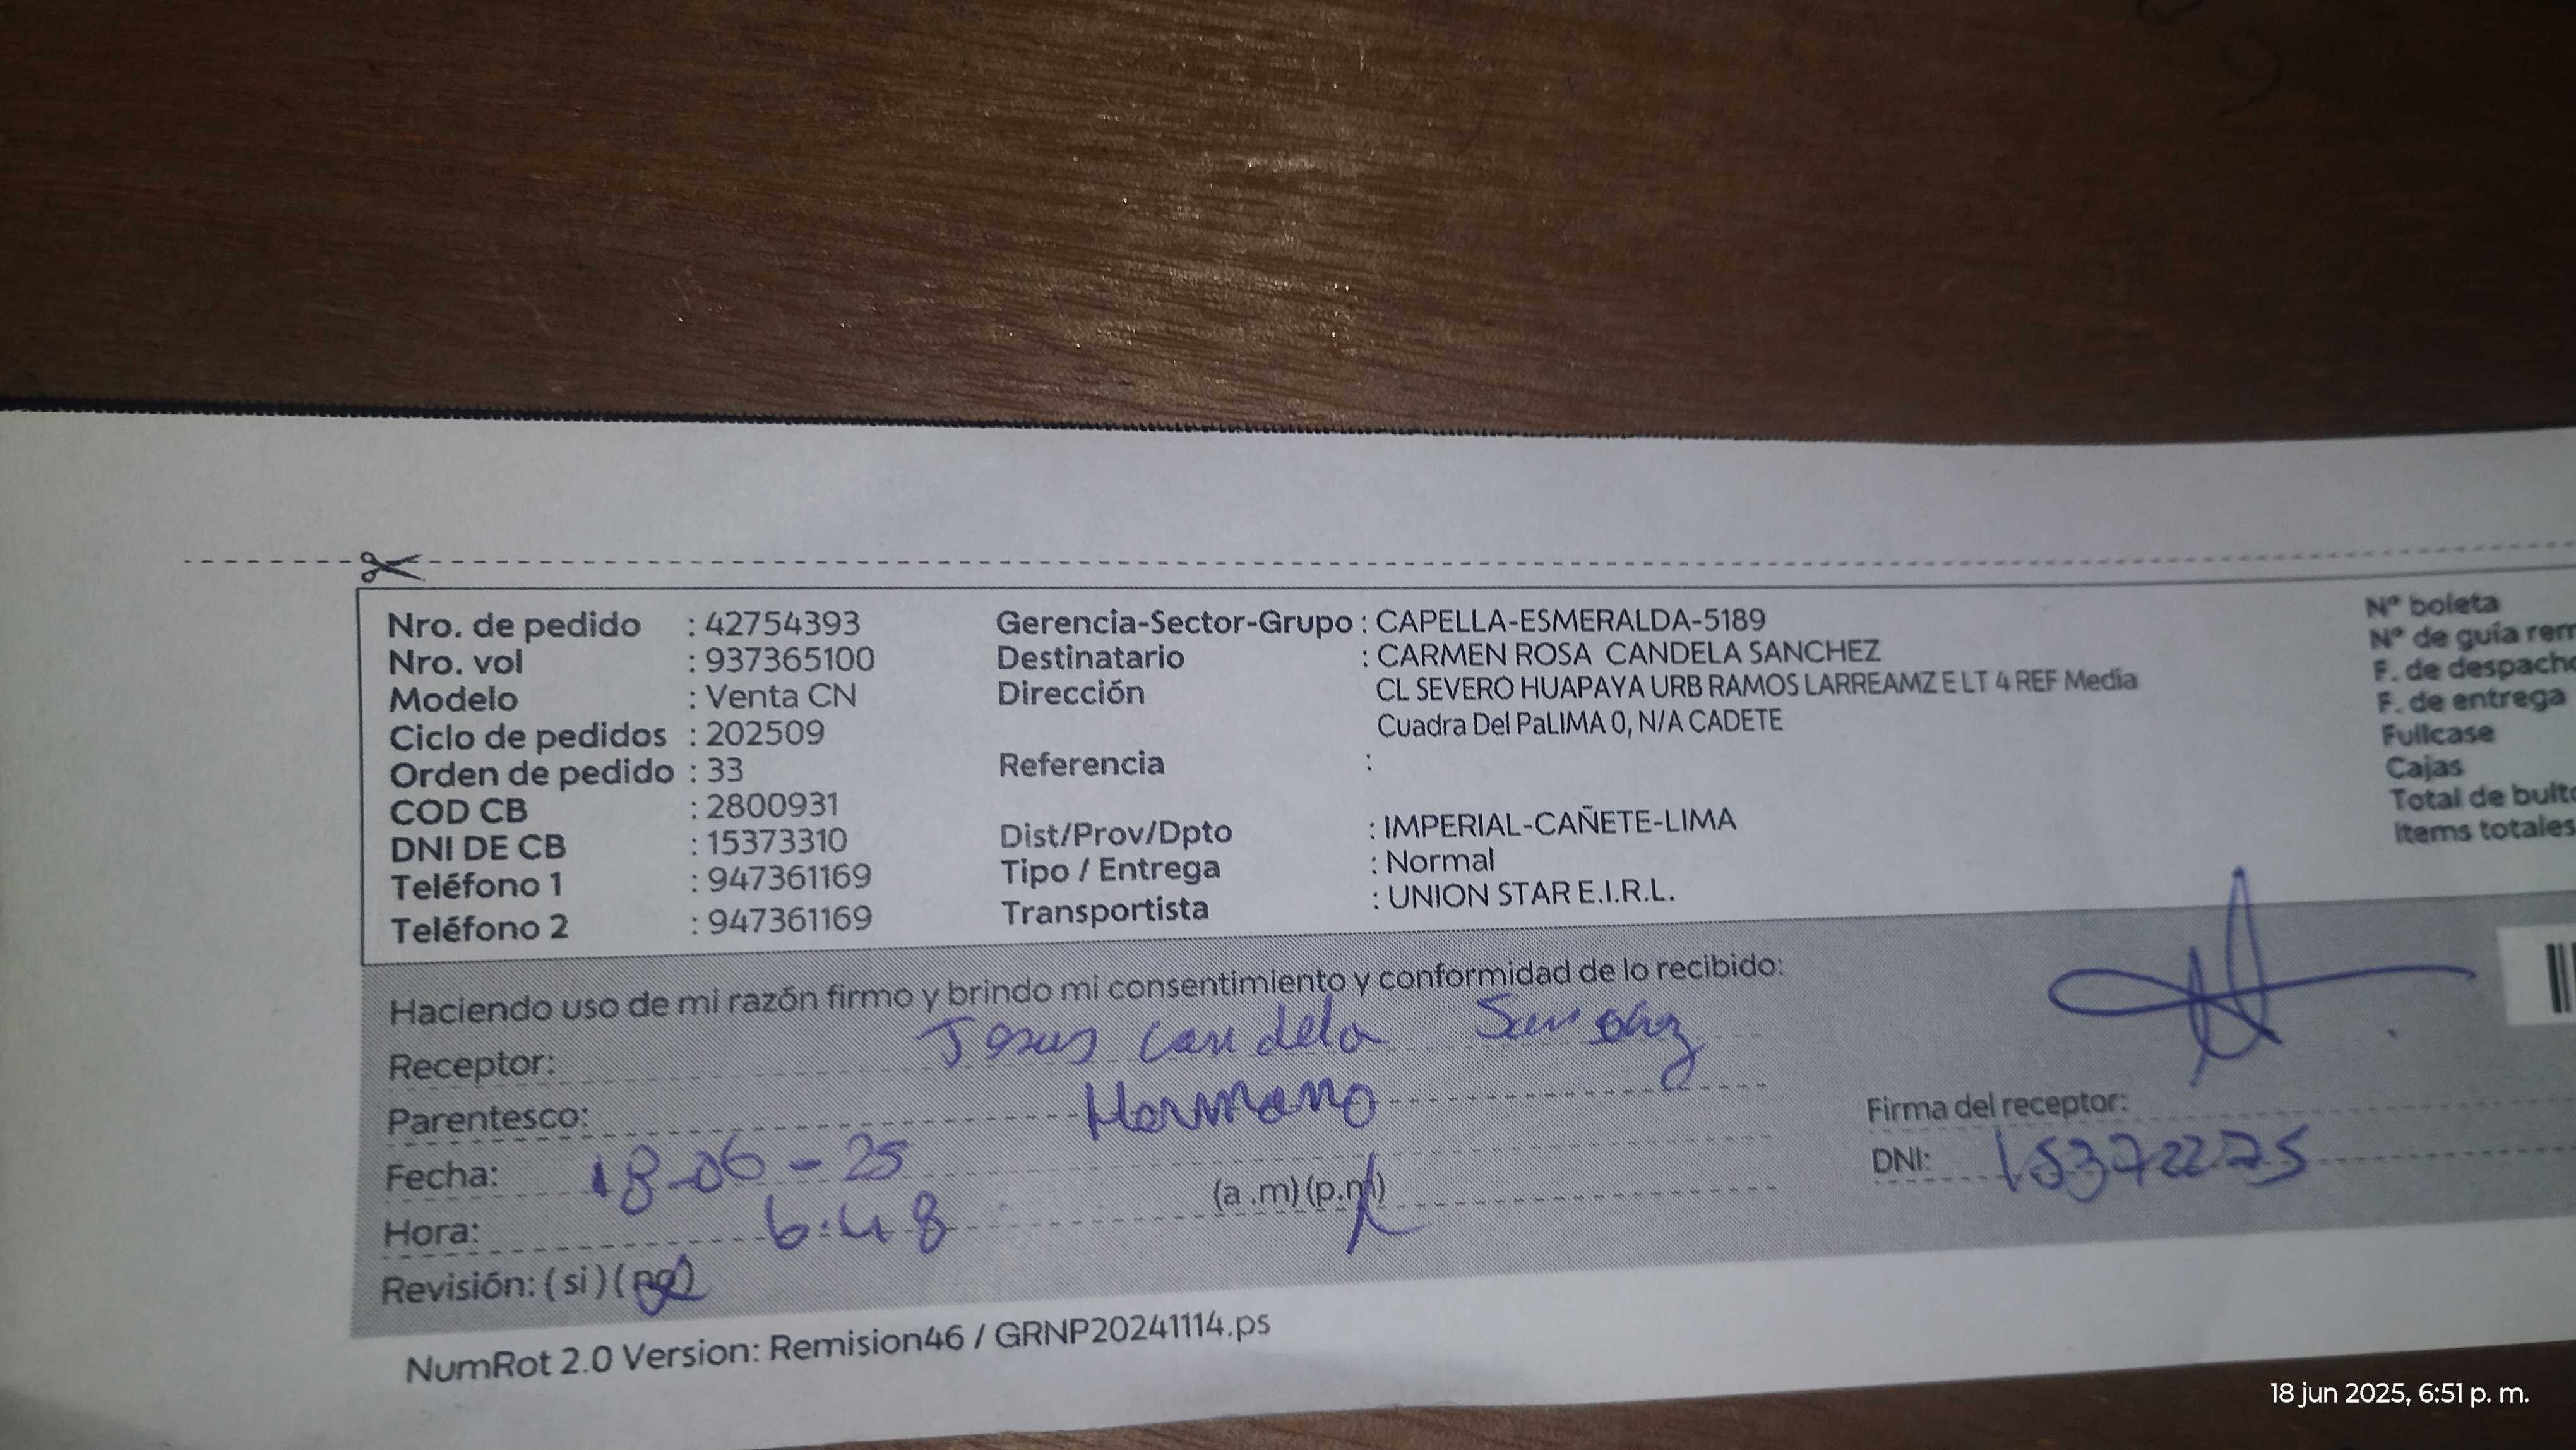 Nro. de pedido : 42754393
Nro. vol : 937365100
Modelo : Venta CN
Ciclo de pedidos : 202509
Orden de pedido : 33
COD CB : 2800931
DNI DE CB : 15373310
Teléfono 1 : 947361169
Teléfono 2 : 947361169
Gerencia-Sector-Grupo : CAPELLA-ESMERALDA-5189
Destinatario : CARMEN ROSA CANDELA SANCHEZ
Dirección CL SEVERO HUAPAYA URB RAMOS LARREAMZ E LT 4 REF Media
Cuadra Del PaLIMA 0, N/A CADETE
Referencia :
Dist/Prov/Dpto : IMPERIAL-CAÑETE-LIMA
Tipo / Entrega : Normal
Transportista : UNION STAR E.I.R.L.
Nº boleta
Nº de guía rem
F. de despacho
F. de entrega
Fullcase
Cajas
Total de bulto
Items totales
Haciendo uso de mi razón firmo y brindo mi consentimiento y conformidad de lo recibido:
Receptor: Jesus Candela
Parentesco: Hermano
Fecha: 18-06-25
Hora: 6:48 (a .m) (p.m)
Revisión: (si) (no)
Firma del receptor:
DNI: 15372275
NumRot 2.0 Version: Remision46 / GRNP20241114.ps
18 jun 2025, 6:51 p. m.